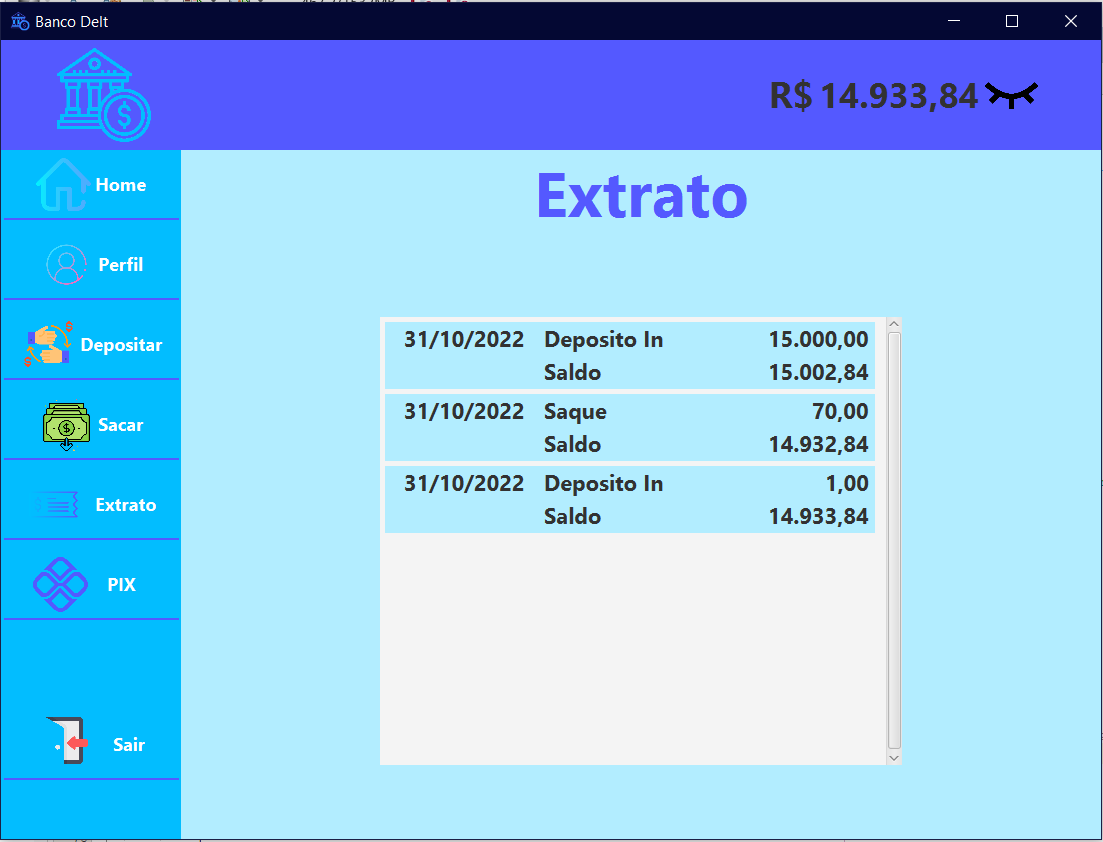 Banco Delt
R$ 14.933,84
Home
Perfil
Depositar
Sacar
Extrato
PIX
Sair
Extrato
31/10/2022 Deposito In 15.000,00
Saldo 15.002,84
31/10/2022 Saque 70,00
Saldo 14.932,84
31/10/2022 Deposito In 1,00
Saldo 14.933,84